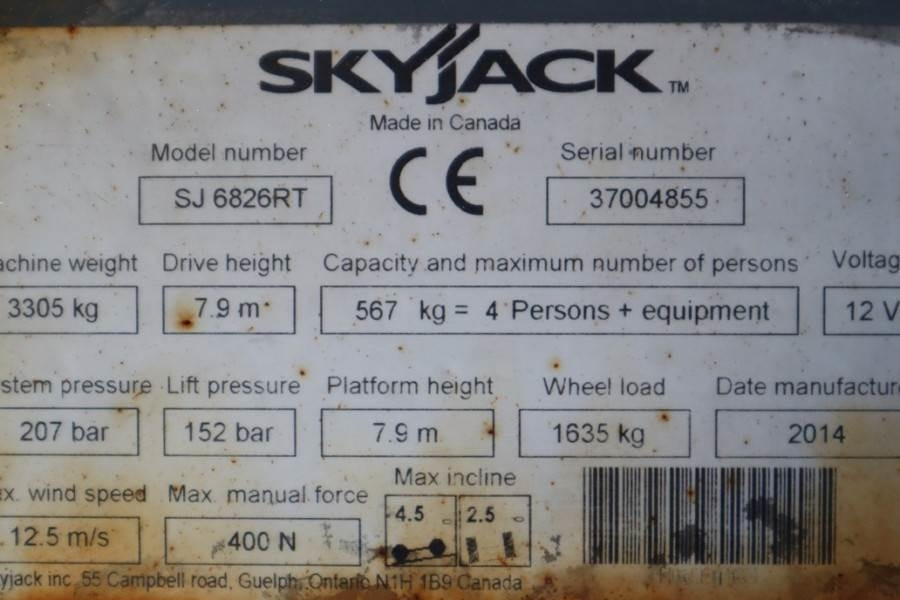 SKYJACK ™
Made in Canada
Model number Serial number
SJ 6826RT CE 37004855
achine weight Drive height Capacity and maximum number of persons Voltag
3305 kg 7.9 m 567 kg = 4 Persons + equipment 12 V
stem pressure Lift pressure Platform height Wheel load Date manufacture
207 bar 152 bar 7.9 m 1635 kg 2014
x. wind speed Max. manual force Max incline
12.5 m/s 400 N 4.5 2.5
yjack inc. 55 Campbell road, Guelph, Ontario N1H 1B9 Canada